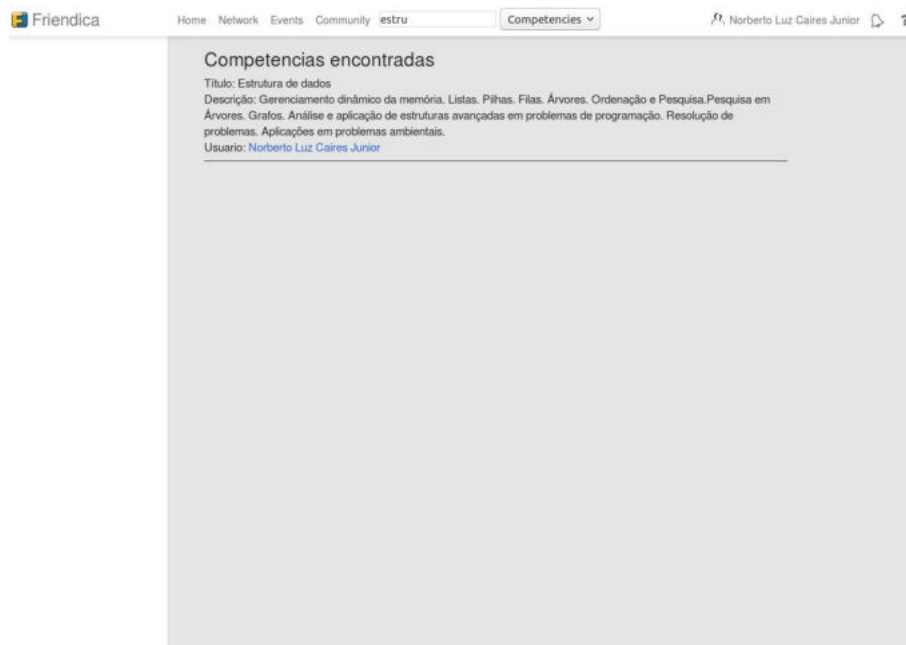 Friendica Home Network Events Community estru Competencies Norberto Luz Caires Junior ?
Competencias encontradas
Título: Estrutura de dados
Descrição: Gerenciamento dinâmico da memória. Listas. Pilhas. Filas. Árvores. Ordenação e Pesquisa.Pesquisa em
Árvores. Grafos. Análise e aplicação de estruturas avançadas em problemas de programação. Resolução de
problemas. Aplicações em problemas ambientais.
Usuario: Norberto Luz Caires Junior